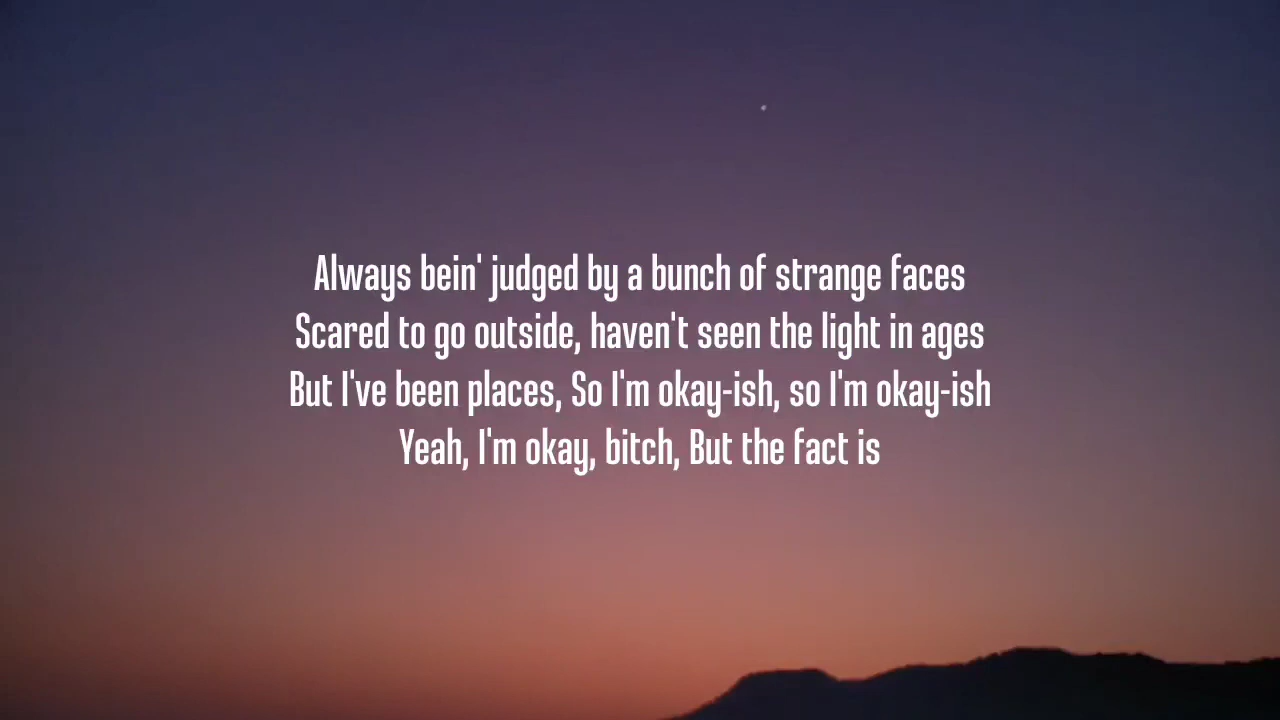 Always bein' judged by a bunch of strange faces
Scared to go outside, haven't seen the light in ages
But I've been places, So I'm okay-ish, so I'm okay-ish
Yeah, I'm okay, bitch, But the fact is